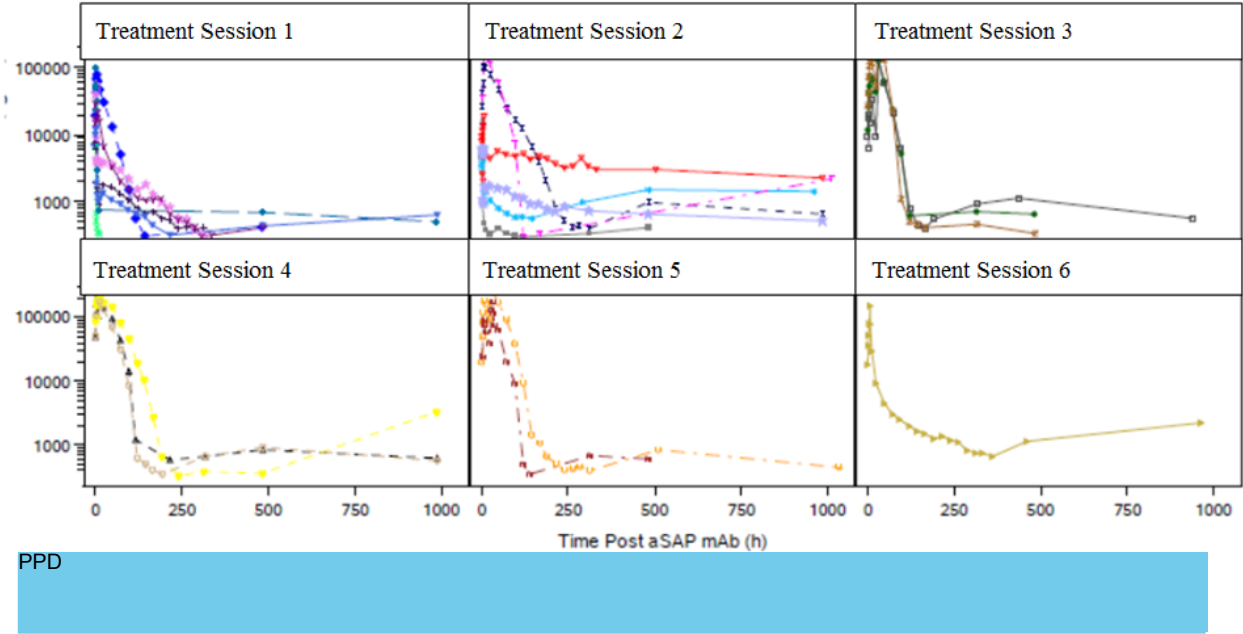 Treatment Session 1 Treatment Session 2 Treatment Session 3
100000
10000
1000
Treatment Session 4 Treatment Session 5 Treatment Session 6
100000
10000
1000
0 250 500 750 1000 0 250 500 750 1000 0 250 500 750 1000
Time Post aSAP mAb (h)
PPD